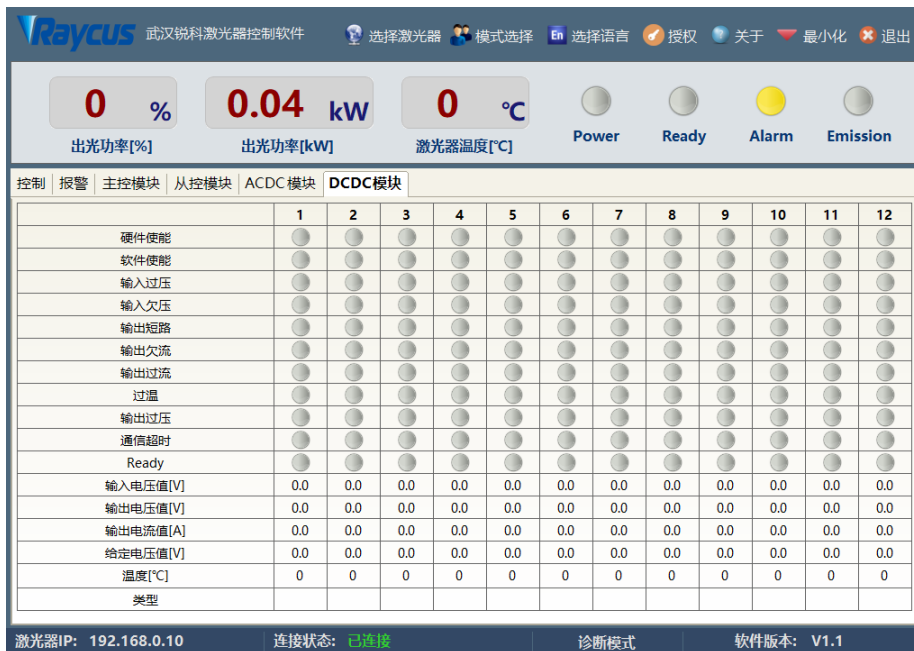 Raycus 武汉锐科激光器控制软件 选择激光器 模式选择 En 选择语言 授权 关于 最小化 退出
0 % 0.04 kW 0 ℃
出光功率[%] 出光功率[kW] 激光器温度[℃] Power Ready Alarm Emission
控制 报警 主控模块 从控模块 ACDC模块 DCDC模块
1 2 3 4 5 6 7 8 9 10 11 12
硬件使能
软件使能
输入过压
输入欠压
输出短路
输出欠流
输出过流
过温
输出过压
通信超时
Ready
输入电压值[V] 0.0 0.0 0.0 0.0 0.0 0.0 0.0 0.0 0.0 0.0 0.0 0.0
输出电压值[V] 0.0 0.0 0.0 0.0 0.0 0.0 0.0 0.0 0.0 0.0 0.0 0.0
输出电流值[A] 0.0 0.0 0.0 0.0 0.0 0.0 0.0 0.0 0.0 0.0 0.0 0.0
给定电压值[V] 0.0 0.0 0.0 0.0 0.0 0.0 0.0 0.0 0.0 0.0 0.0 0.0
温度[℃] 0 0 0 0 0 0 0 0 0 0 0 0
类型
激光器IP: 192.168.0.10 连接状态: 已连接 诊断模式 软件版本: V1.1